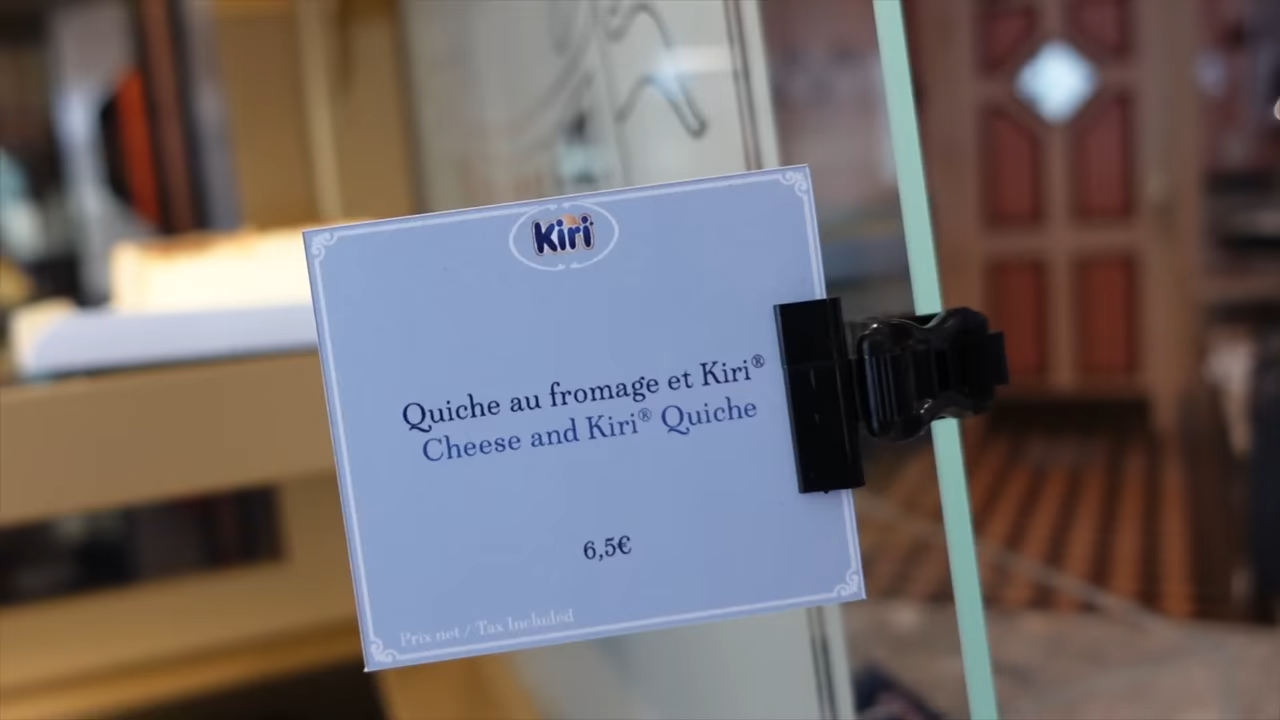 Kiri
Quiche au fromage et Kiri®
Cheese and Kiri® Quiche
6,5€
Prix net / Tax Included